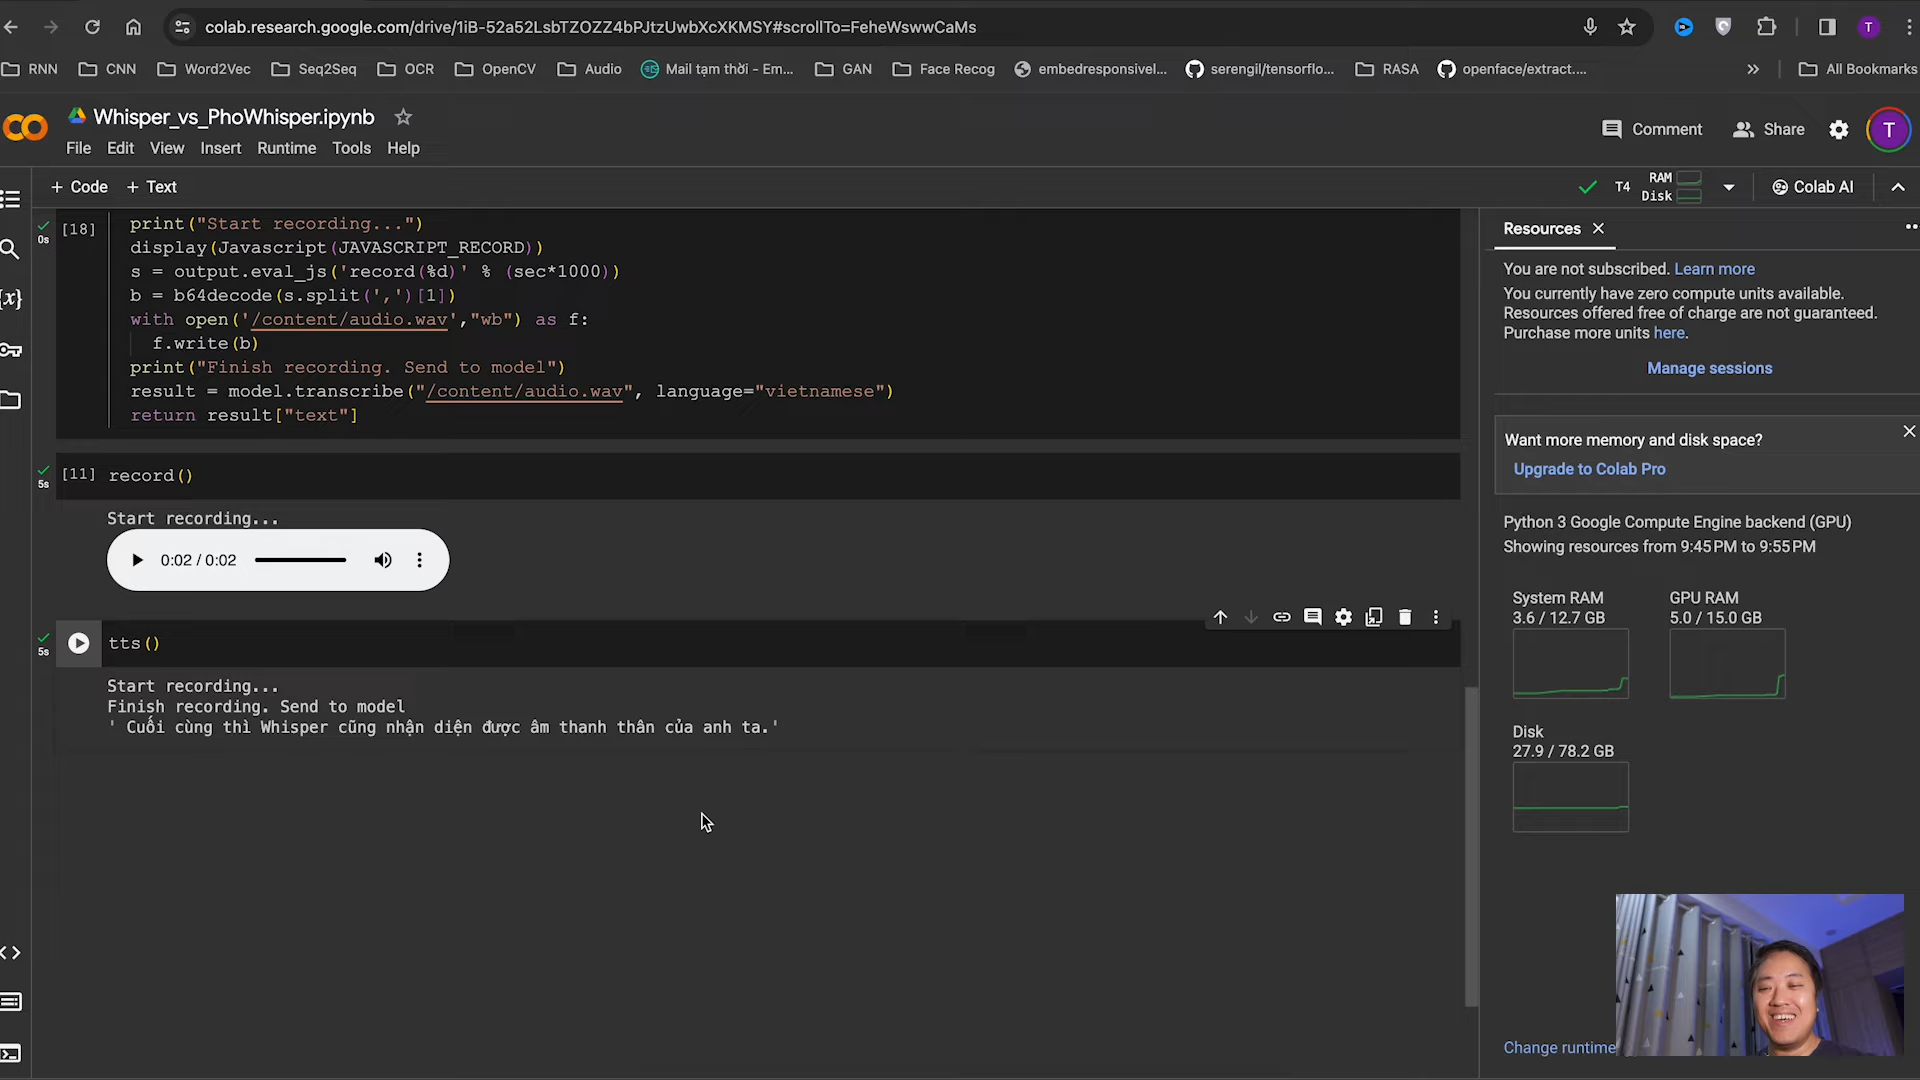 colab.research.google.com/drive/1iB-52a52LsbTZOZZ4bPJtzUwbXcXKMSY#scrollTo=FeheWswwCaMs
T
RNN CNN Word2Vec Seq2Seq OCR OpenCV Audio Mail tạm thời - Em... GAN Face Recog embedresponsivel... serengil/tensorflo... RASA openface/extract.... All Bookmarks
Whisper_vs_PhoWhisper.ipynb
File Edit View Insert Runtime Tools Help
Comment Share T
+ Code + Text
T4 RAM Disk Colab AI
[18] print("Start recording...")
0s
display(Javascript(JAVASCRIPT_RECORD))
s = output.eval_js('record(%d)' % (sec*1000))
b = b64decode(s.split(',')[1])
with open('/content/audio.wav',"wb") as f:
f.write(b)
print("Finish recording. Send to model")
result = model.transcribe("/content/audio.wav", language="vietnamese")
return result["text"]
[11] record()
5s
Start recording...
0:02 / 0:02
tts()
5s
Start recording...
Finish recording. Send to model
' Cuối cùng thì Whisper cũng nhận diện được âm thanh thân của anh ta.'
Resources
You are not subscribed. Learn more
You currently have zero compute units available.
Resources offered free of charge are not guaranteed.
Purchase more units here.
Manage sessions
Want more memory and disk space?
Upgrade to Colab Pro
Python 3 Google Compute Engine backend (GPU)
Showing resources from 9:45 PM to 9:55 PM
System RAM
3.6 / 12.7 GB
GPU RAM
5.0 / 15.0 GB
Disk
27.9 / 78.2 GB
Change runtime